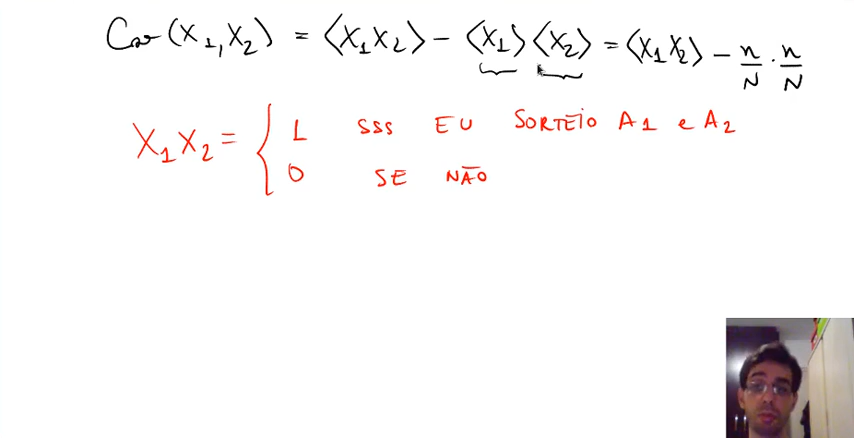 Cov(X₁,X₂) = ⟨X₁X₂⟩ − ⟨X₁⟩⟨X₂⟩ = ⟨X₁X₂⟩ − n/N · n/N
X₁X₂ = { 1 SSS EU SORTEIO A1 e A2
0 SE NÃO